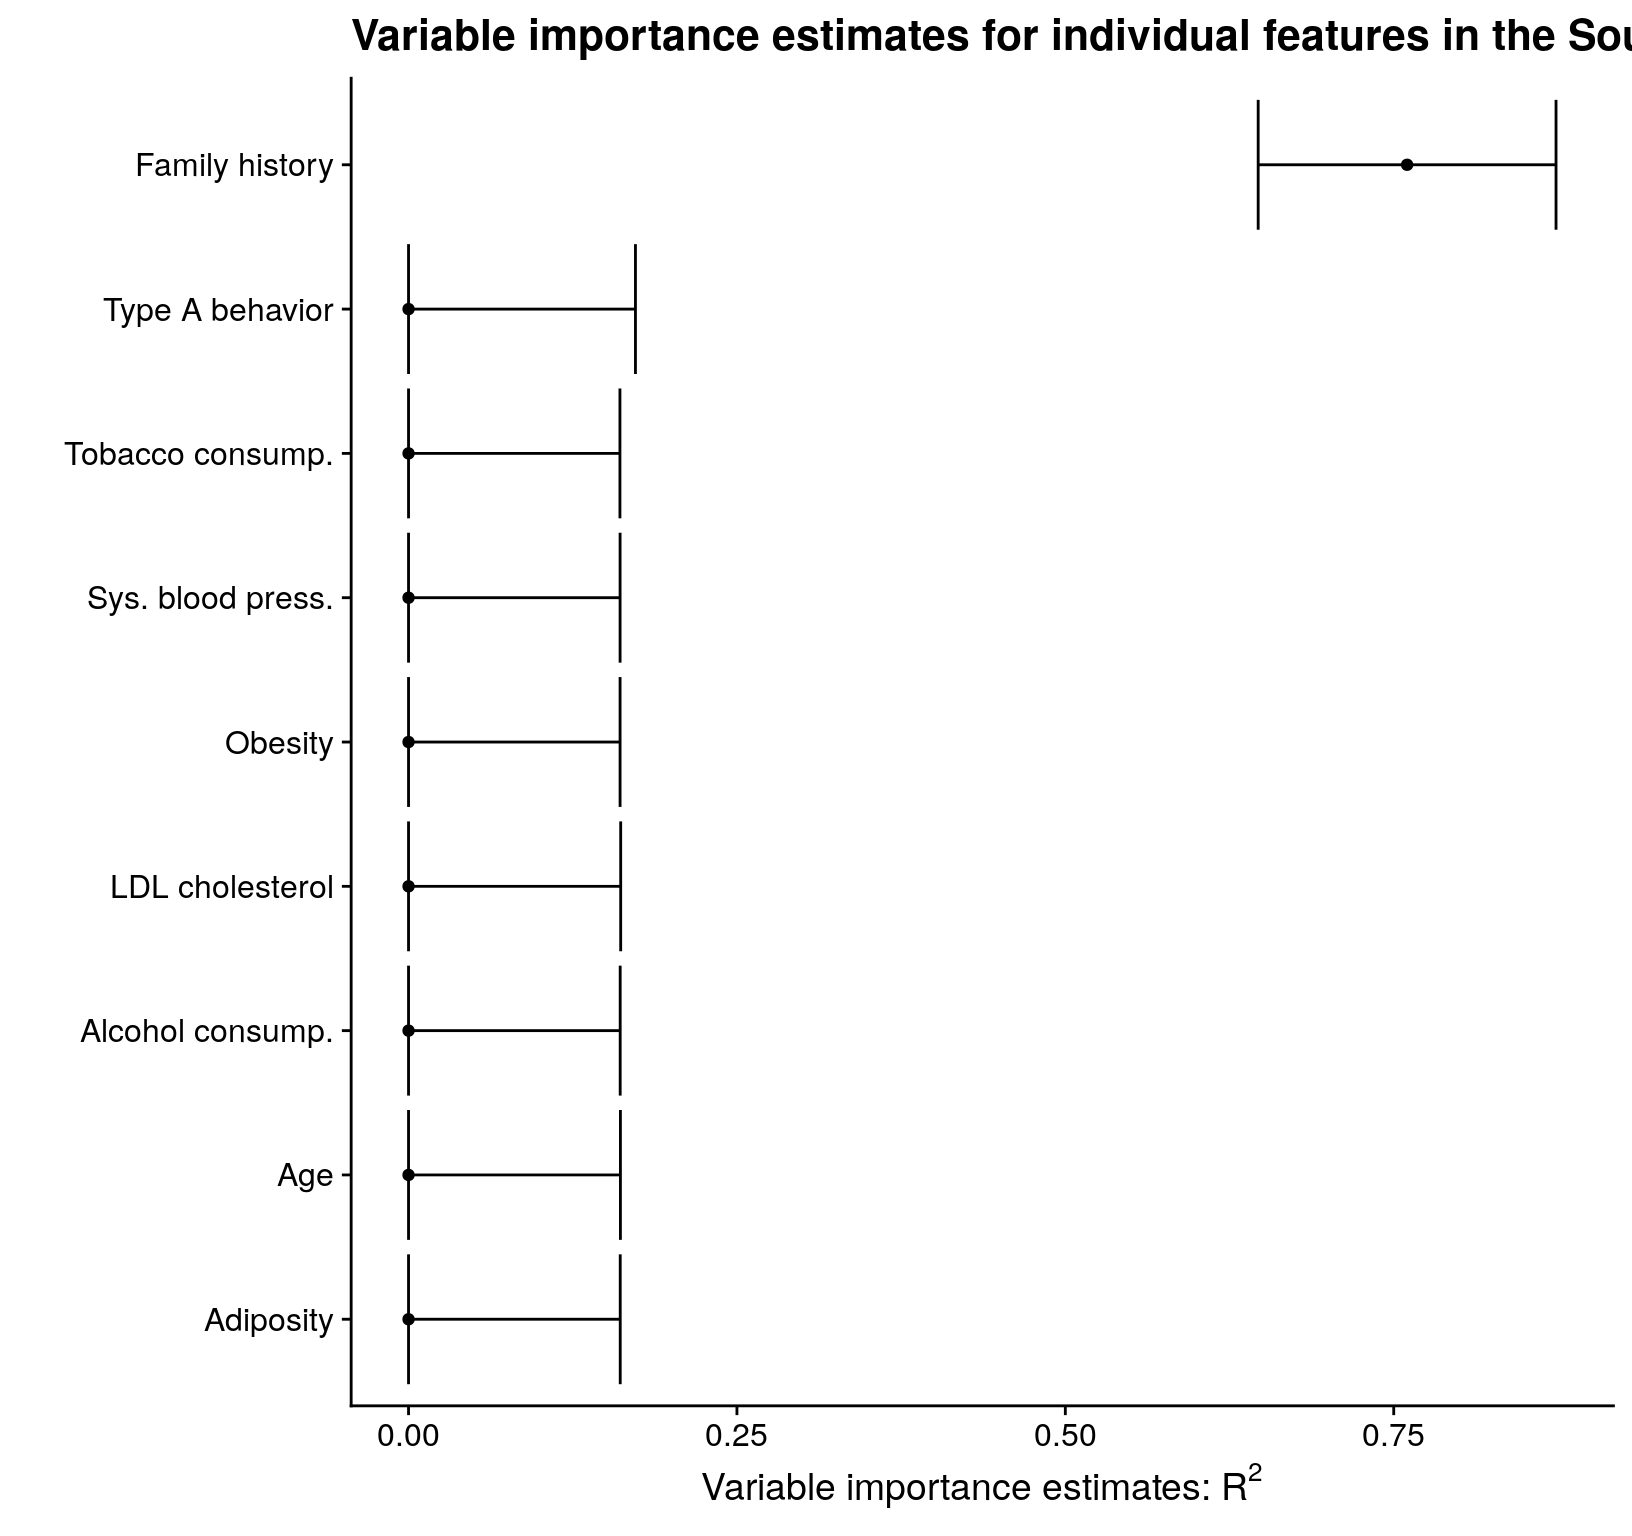 Variable importance estimates for individual features in the Sou
Family history
Type A behavior
Tobacco consump.
Sys. blood press.
Obesity
LDL cholesterol
Alcohol consump.
Age
Adiposity
0.00 0.25 0.50 0.75
Variable importance estimates: R²